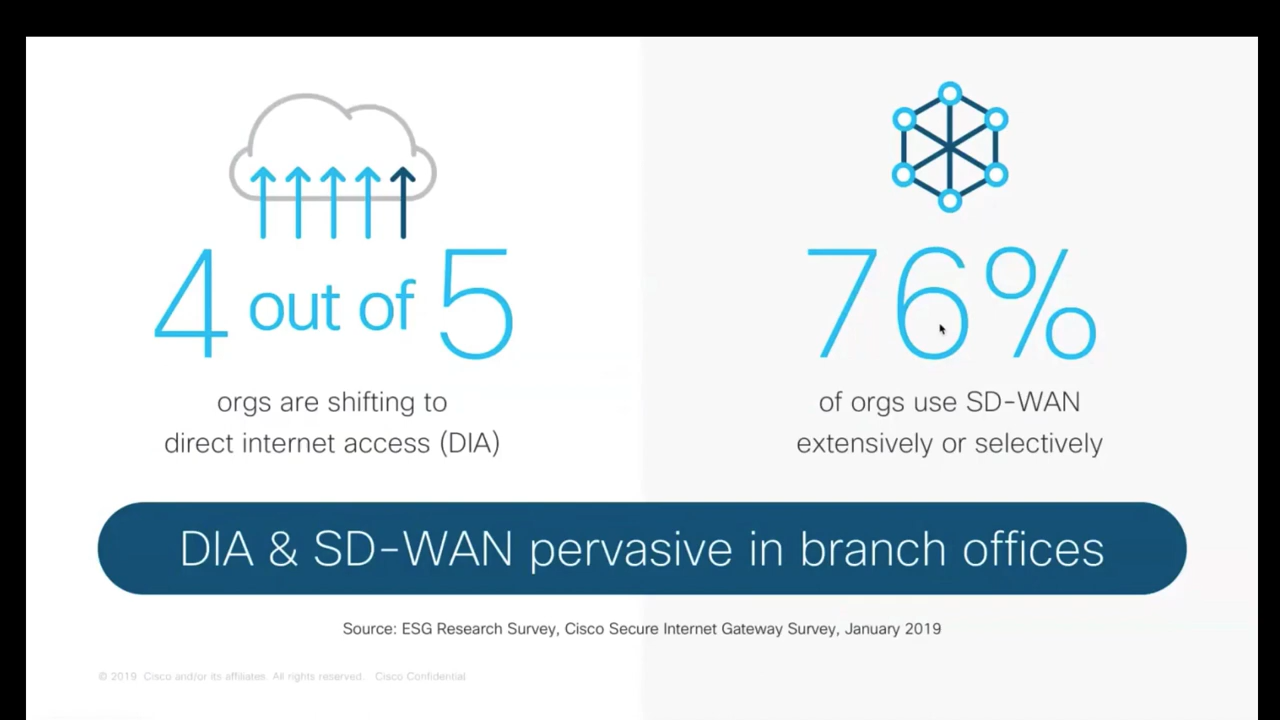 4 out of 5
orgs are shifting to
direct internet access (DIA)
76%
of orgs use SD-WAN
extensively or selectively
DIA & SD-WAN pervasive in branch offices
Source: ESG Research Survey, Cisco Secure Internet Gateway Survey, January 2019
© 2019 Cisco and/or its affiliates. All rights reserved. Cisco Confidential